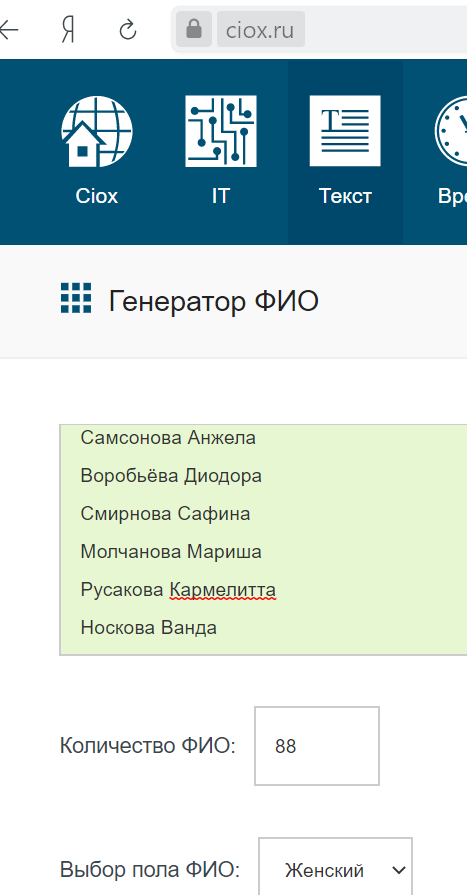 ciox.ru
Ciox
IT
Текст
Вре
Генератор ФИО
Самсонова Анжела
Воробьёва Диодора
Смирнова Сафина
Молчанова Мариша
Русакова Кармелитта
Носкова Ванда
Количество ФИО: 88
Выбор пола ФИО: Женский